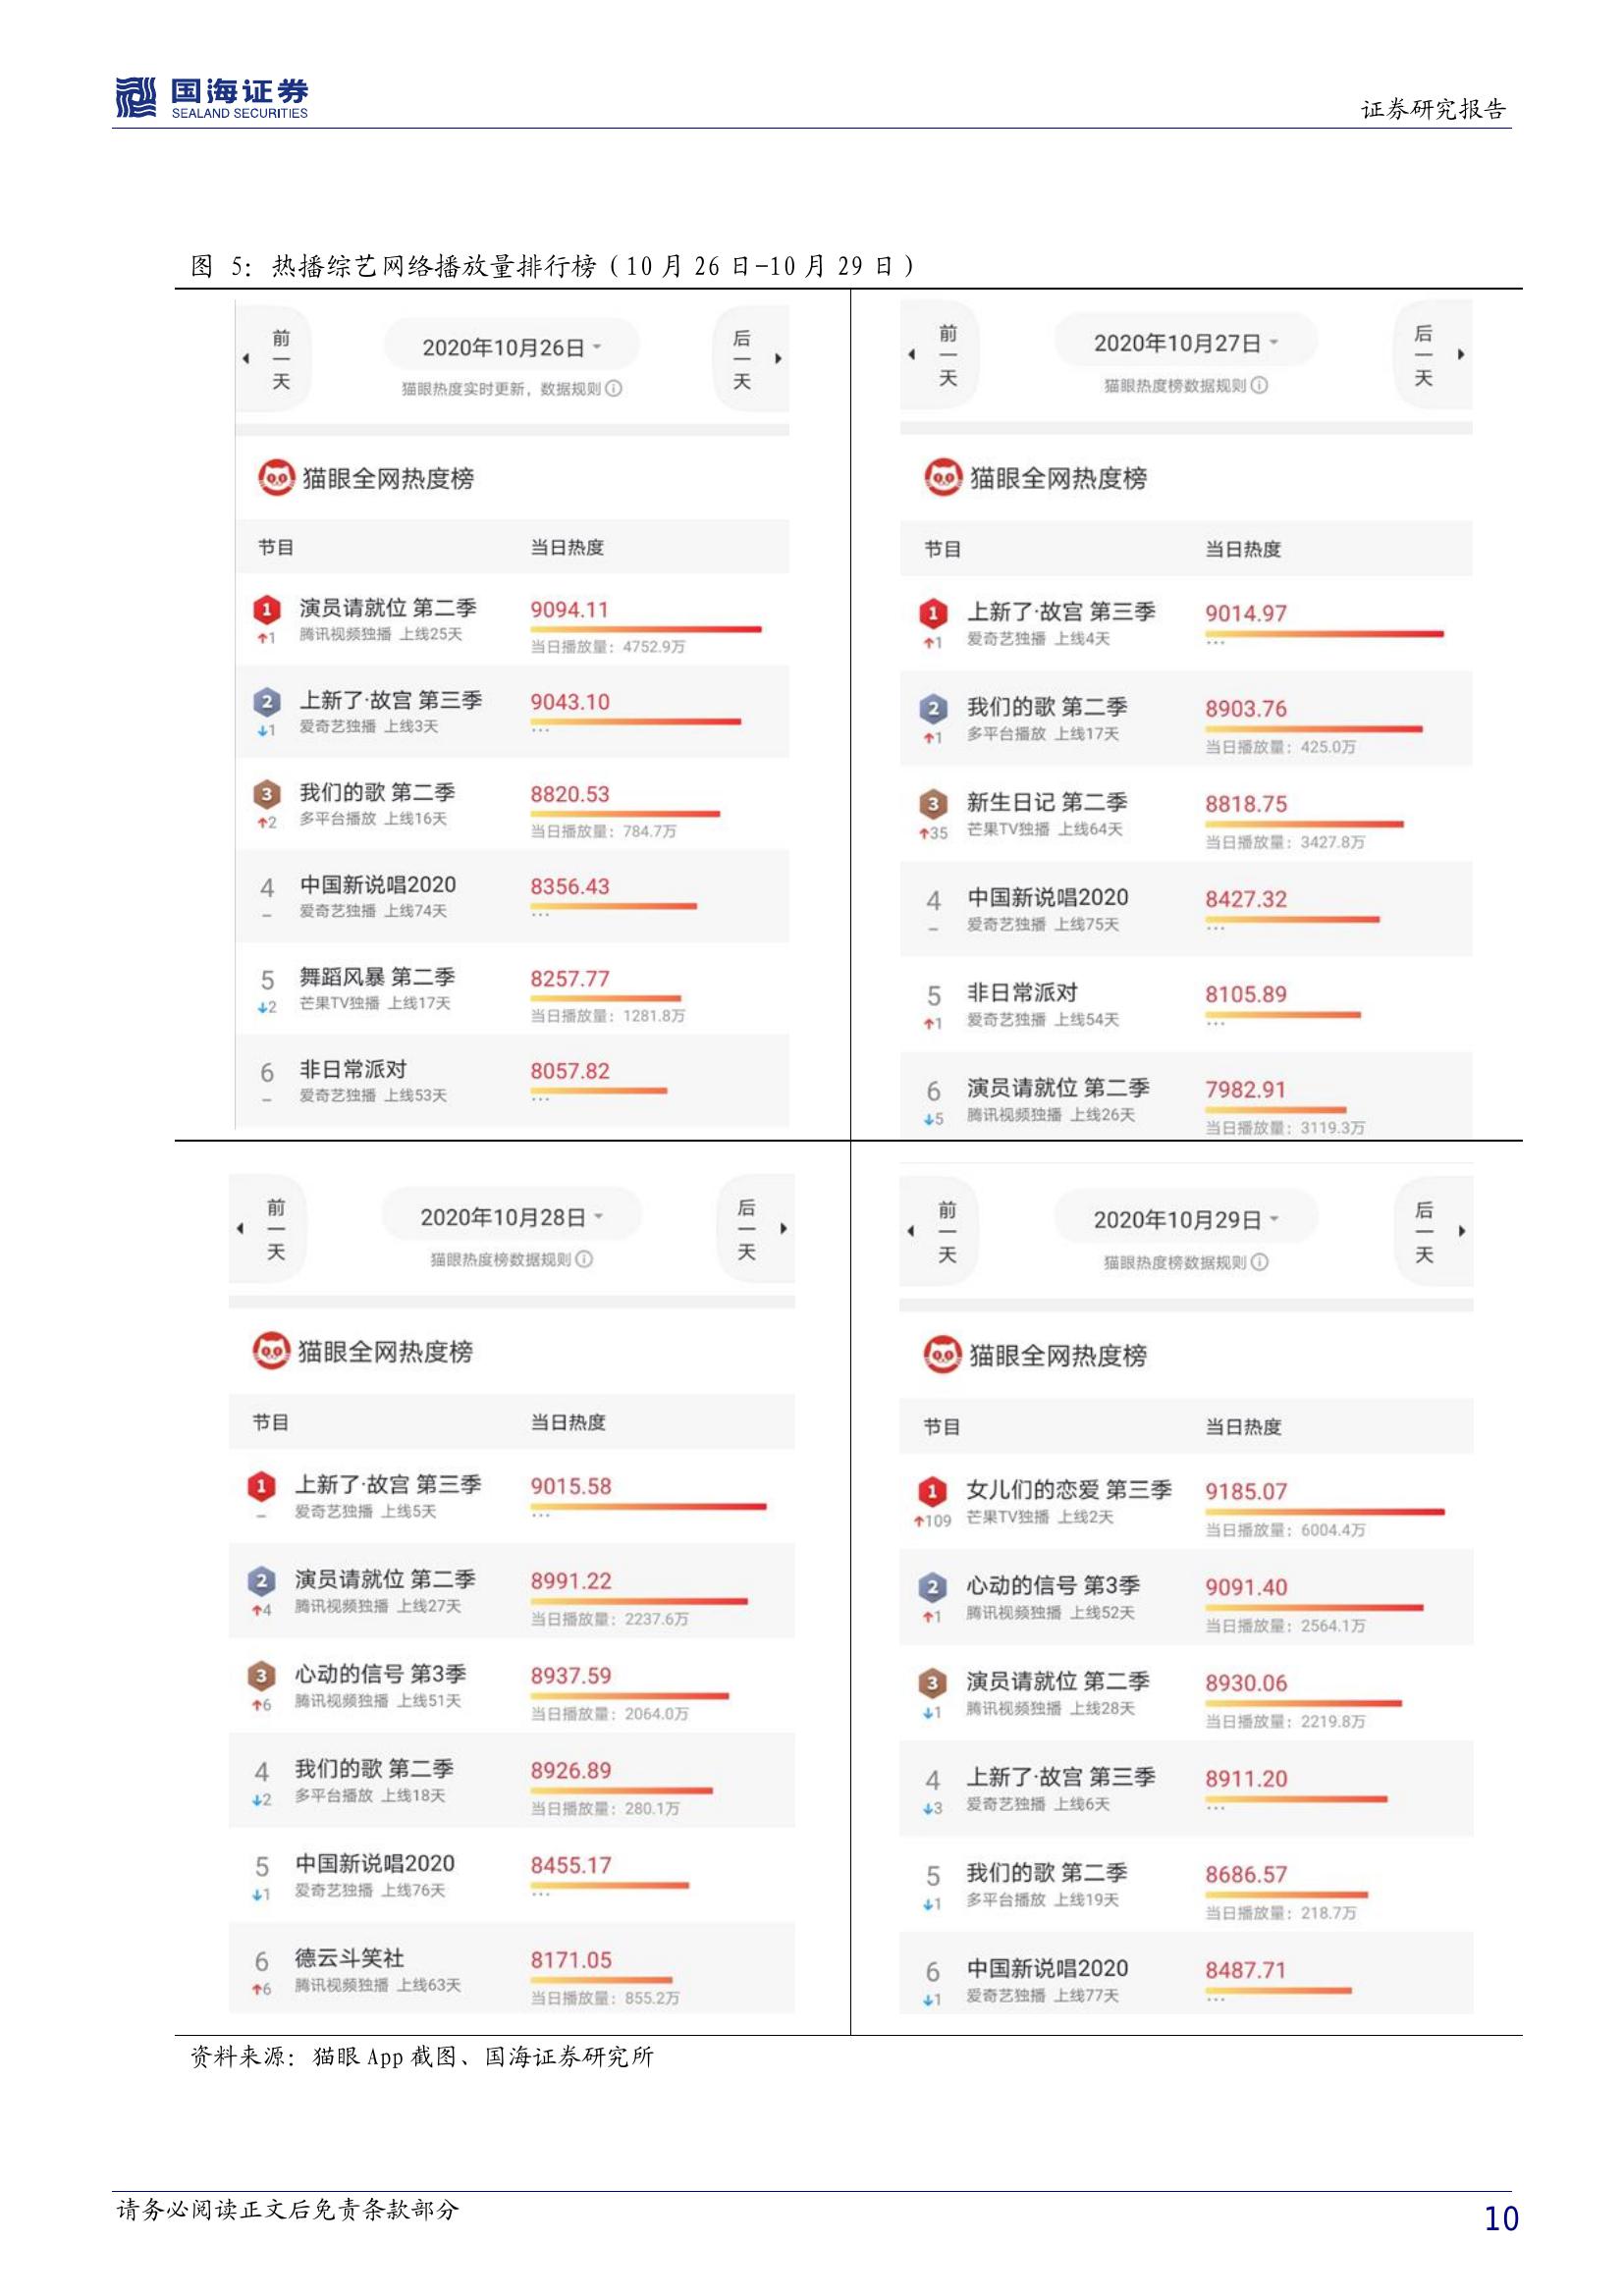 国海证券
SEALAND SECURITIES
证券研究报告
图 5：热播综艺网络播放量排行榜（10 月 26 日-10 月 29 日）
前一天
2020年10月26日
后一天
猫眼热度实时更新，数据规则
猫眼全网热度榜
节目 当日热度
1 演员请就位 第二季 9094.11
↑1 腾讯视频独播 上线25天 当日播放量：4752.9万
2 上新了·故宫 第三季 9043.10
↓1 爱奇艺独播 上线3天 ...
3 我们的歌 第二季 8820.53
↑2 多平台播放 上线16天 当日播放量：784.7万
4 中国新说唱2020 8356.43
– 爱奇艺独播 上线74天 ...
5 舞蹈风暴 第二季 8257.77
↓2 芒果TV独播 上线17天 当日播放量：1281.8万
6 非日常派对 8057.82
– 爱奇艺独播 上线53天 ...
前一天
2020年10月27日
后一天
猫眼热度榜数据规则
猫眼全网热度榜
节目 当日热度
1 上新了·故宫 第三季 9014.97
↑1 爱奇艺独播 上线4天 ...
2 我们的歌 第二季 8903.76
↑1 多平台播放 上线17天 当日播放量：425.0万
3 新生日记 第二季 8818.75
↑35 芒果TV独播 上线64天 当日播放量：3427.8万
4 中国新说唱2020 8427.32
– 爱奇艺独播 上线75天 ...
5 非日常派对 8105.89
↑1 爱奇艺独播 上线54天 ...
6 演员请就位 第二季 7982.91
↓5 腾讯视频独播 上线26天 当日播放量：3119.3万
前一天
2020年10月28日
后一天
猫眼热度榜数据规则
猫眼全网热度榜
节目 当日热度
1 上新了·故宫 第三季 9015.58
– 爱奇艺独播 上线5天 ...
2 演员请就位 第二季 8991.22
↑4 腾讯视频独播 上线27天 当日播放量：2237.6万
3 心动的信号 第3季 8937.59
↑6 腾讯视频独播 上线51天 当日播放量：2064.0万
4 我们的歌 第二季 8926.89
↓2 多平台播放 上线18天 当日播放量：280.1万
5 中国新说唱2020 8455.17
↓1 爱奇艺独播 上线76天 ...
6 德云斗笑社 8171.05
↑6 腾讯视频独播 上线63天 当日播放量：855.2万
前一天
2020年10月29日
后一天
猫眼热度榜数据规则
猫眼全网热度榜
节目 当日热度
1 女儿们的恋爱 第三季 9185.07
↑109 芒果TV独播 上线2天 当日播放量：6004.4万
2 心动的信号 第3季 9091.40
↑1 腾讯视频独播 上线52天 当日播放量：2564.1万
3 演员请就位 第二季 8930.06
↓1 腾讯视频独播 上线28天 当日播放量：2219.8万
4 上新了·故宫 第三季 8911.20
↓3 爱奇艺独播 上线6天 ...
5 我们的歌 第二季 8686.57
↓1 多平台播放 上线19天 当日播放量：218.7万
6 中国新说唱2020 8487.71
↓1 爱奇艺独播 上线77天 ...
资料来源：猫眼 App 截图、国海证券研究所
请务必阅读正文后免责条款部分
10